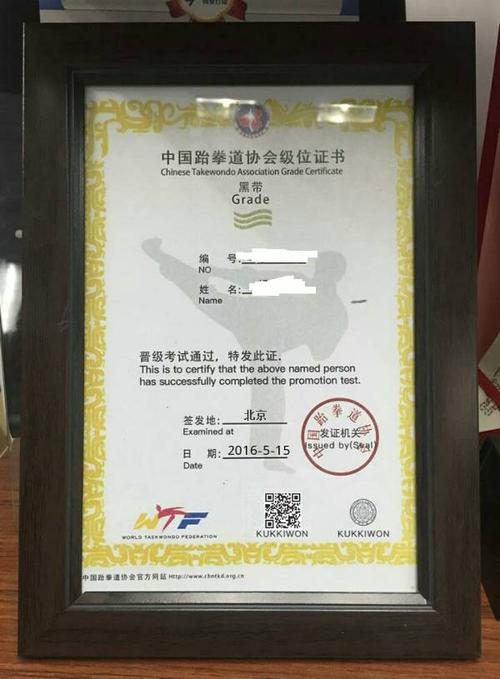 中国跆拳道协会级位证书
Chinese Takewondo Association Grade Certificate
黑带
Grade
编 号:
NO
姓 名:
Name
晋级考试通过，特发此证.
This is to certify that the above named person
has successfully completed the promotion test.
签发地: 北京
Examined at
发证机关
Issued by(Seal)
中国跆拳道协会
日 期: 2016-5-15
Date
WTF
WORLD TAEKWONDO FEDERATION
KUKKIWON
KUKKIWON
中国跆拳道协会官方网站 Http://www.chntkd.org.cn